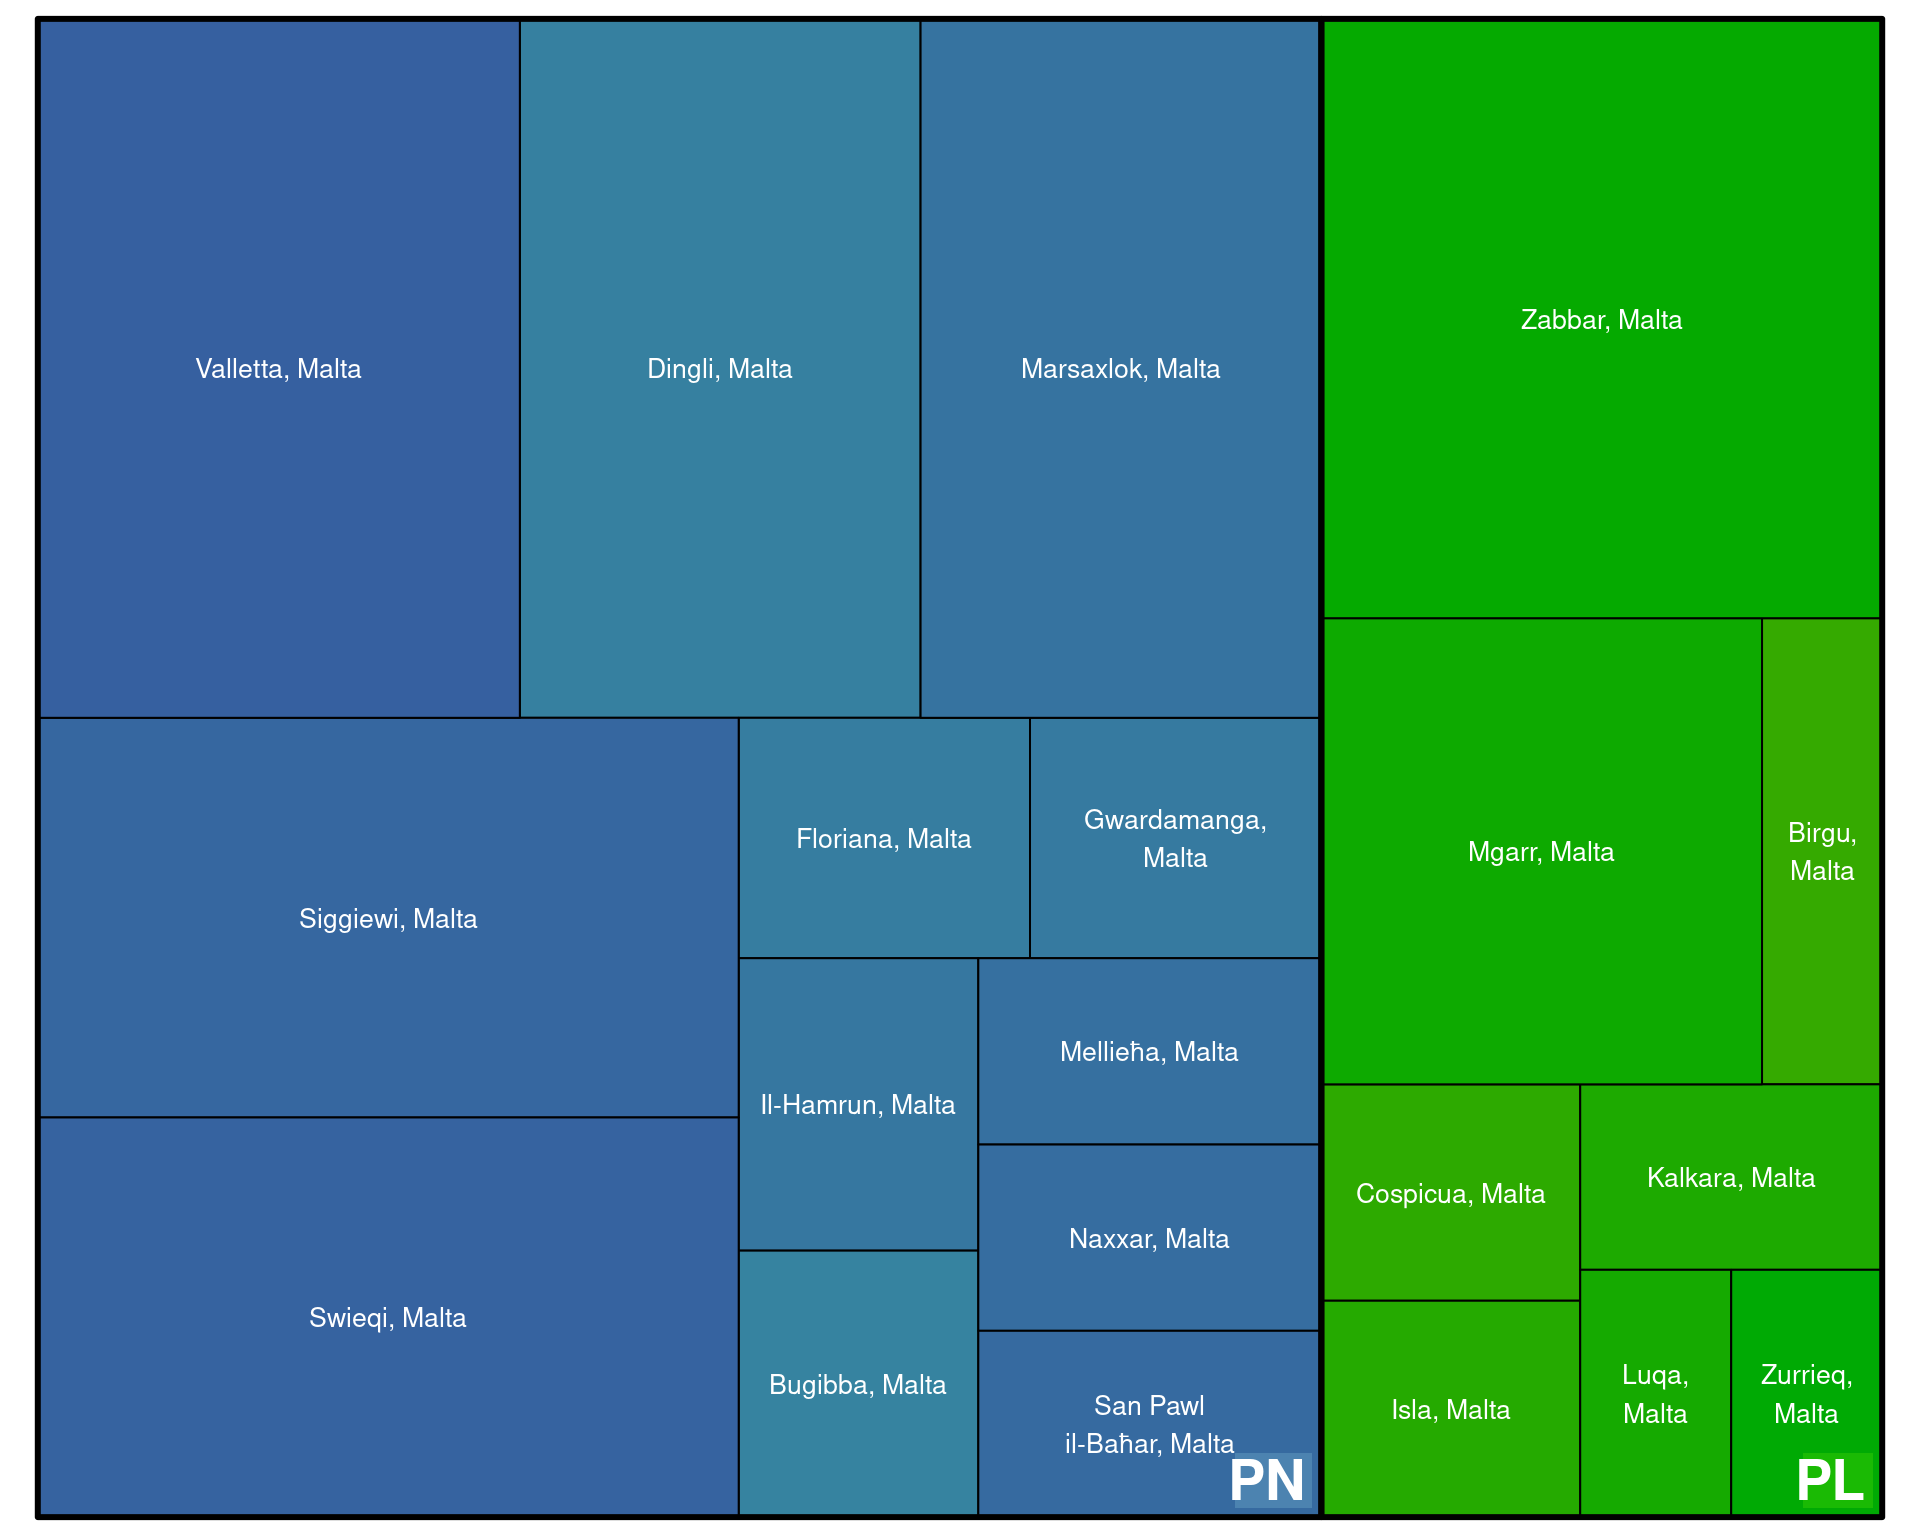 Valletta, Malta
Dingli, Malta
Marsaxlok, Malta
Zabbar, Malta
Siggiewi, Malta
Floriana, Malta
Gwardamanga,
Malta
Mgarr, Malta
Birgu,
Malta
Il-Hamrun, Malta
Mellieħa, Malta
Naxxar, Malta
Cospicua, Malta
Kalkara, Malta
Swieqi, Malta
Bugibba, Malta
San Pawl
il-Baħar, Malta
PN
Isla, Malta
Luqa,
Malta
Zurrieq,
Malta
PL